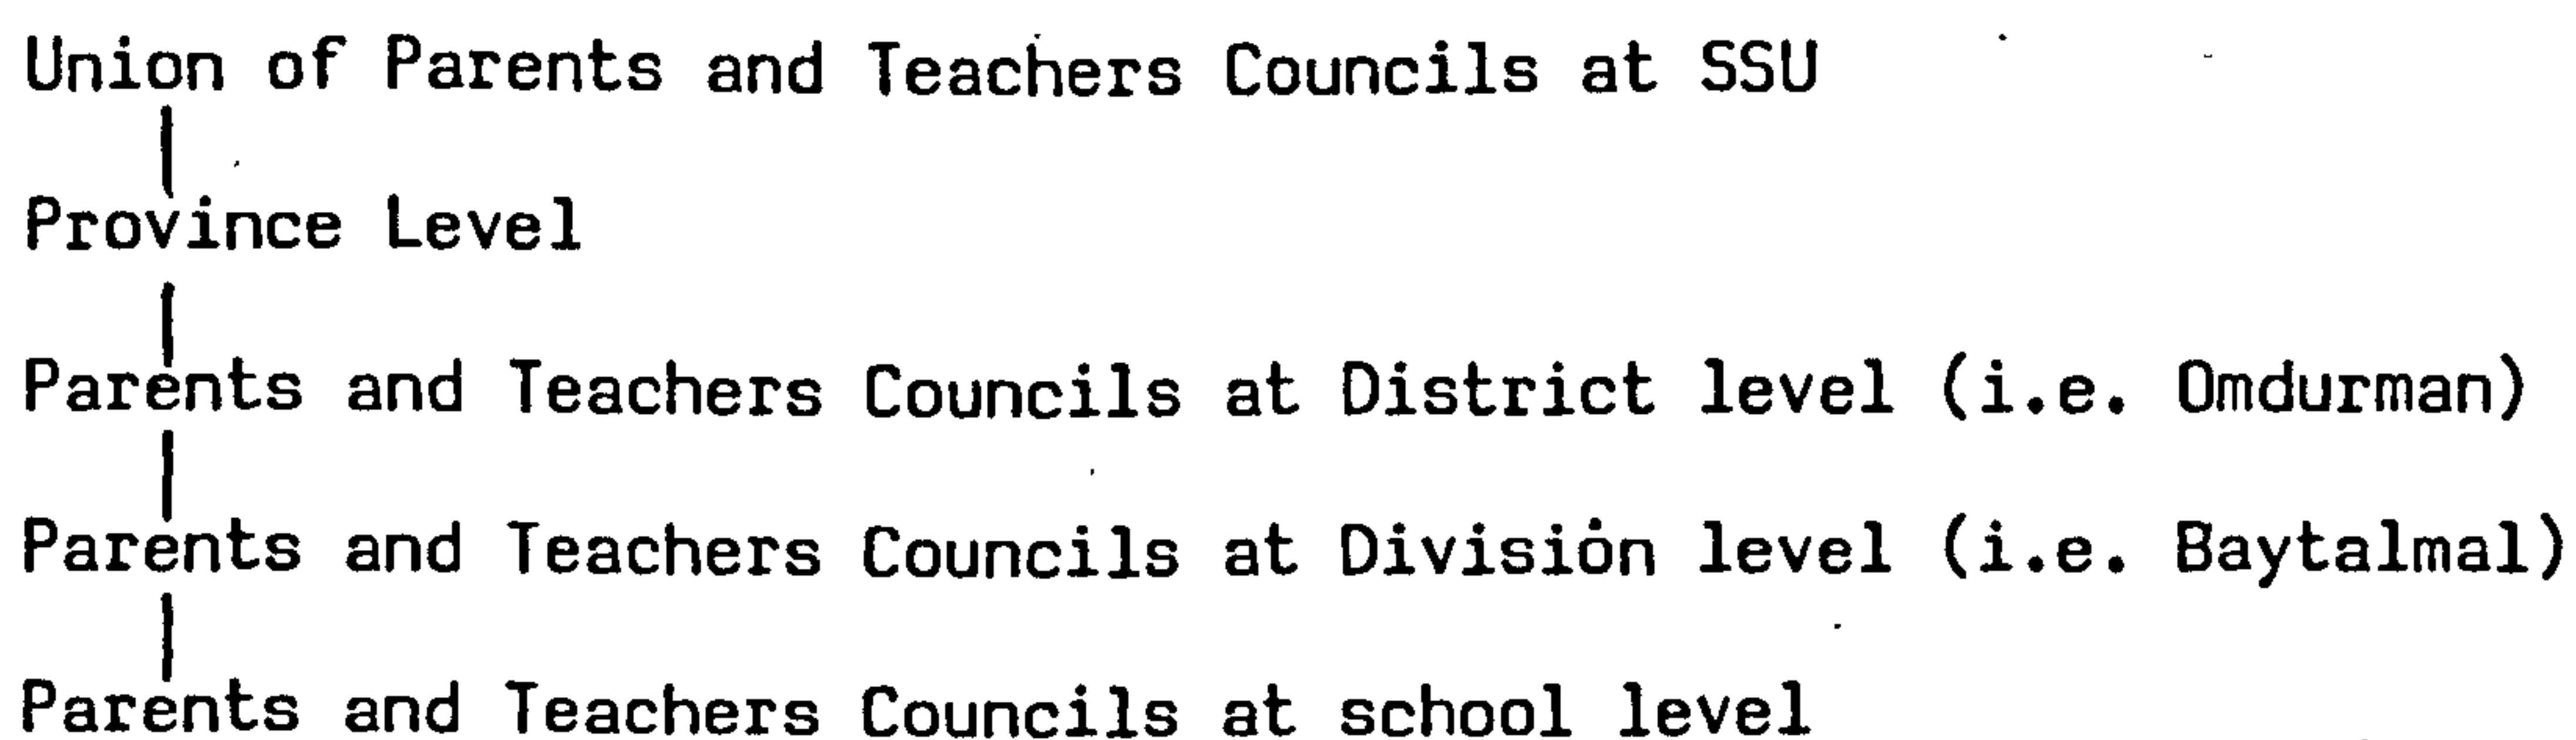 Union of Parents and Teachers Councils at SSU
Province Level
Parents and Teachers Councils at District level (i.e. Omdurman)
Parents and Teachers Councils at Division level (i.e. Baytalmal)
Parents and Teachers Councils at school level